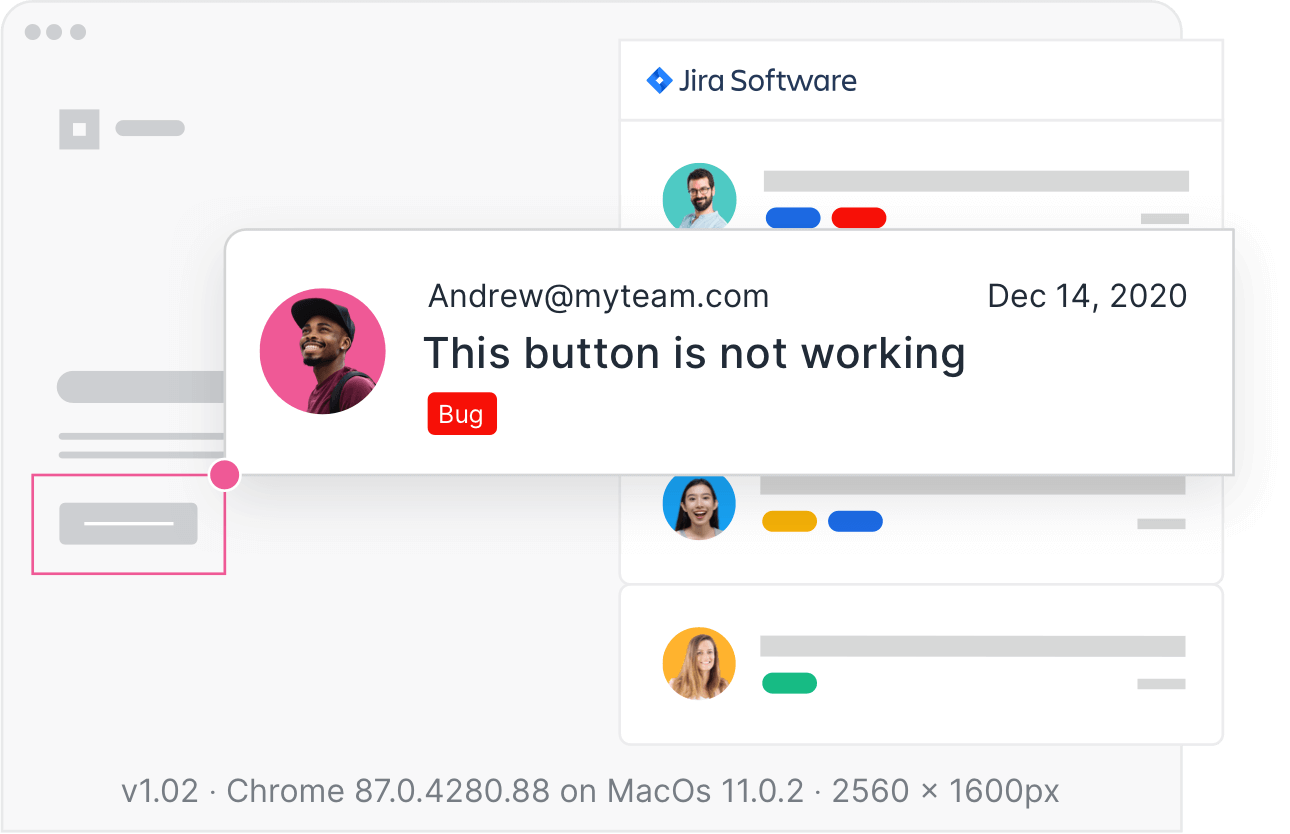 Jira Software
Andrew@myteam.com
Dec 14, 2020
This button is not working
Bug
v1.02 · Chrome 87.0.4280.88 on MacOs 11.0.2 · 2560 × 1600px